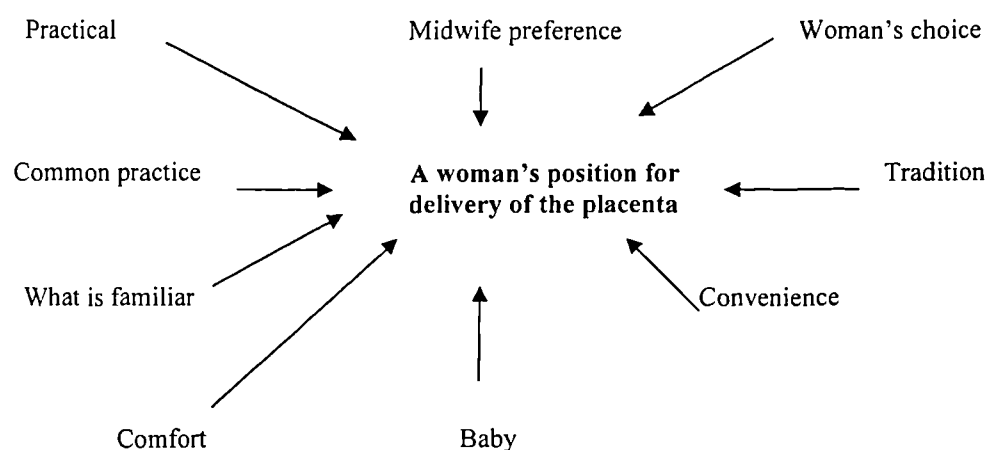 Practical
Midwife preference
Woman's choice
Common practice
A woman's position for
delivery of the placenta
Tradition
What is familiar
Convenience
Comfort
Baby